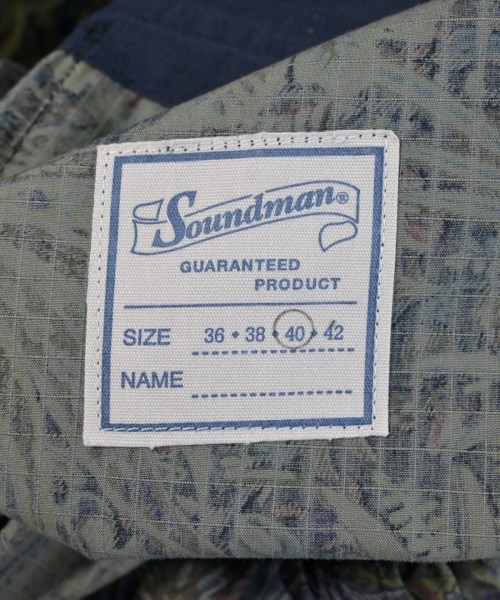 Soundman®
GUARANTEED
PRODUCT
SIZE 36 • 38 • 40 • 42
NAME